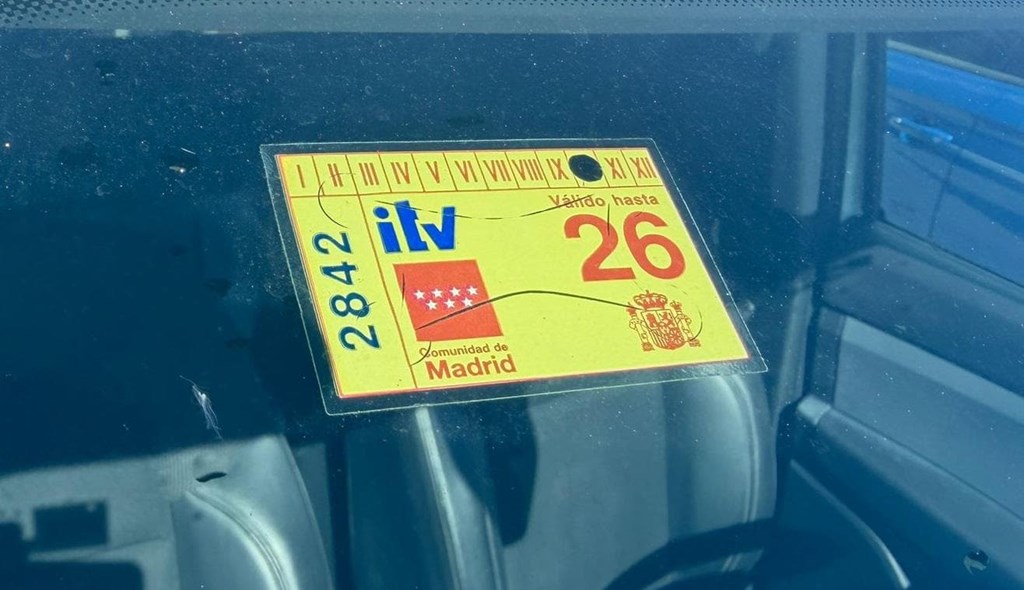 I II III IV V VI VII VIII IX XI XII
Válido hasta
itv
26
2842
Comunidad de
Madrid